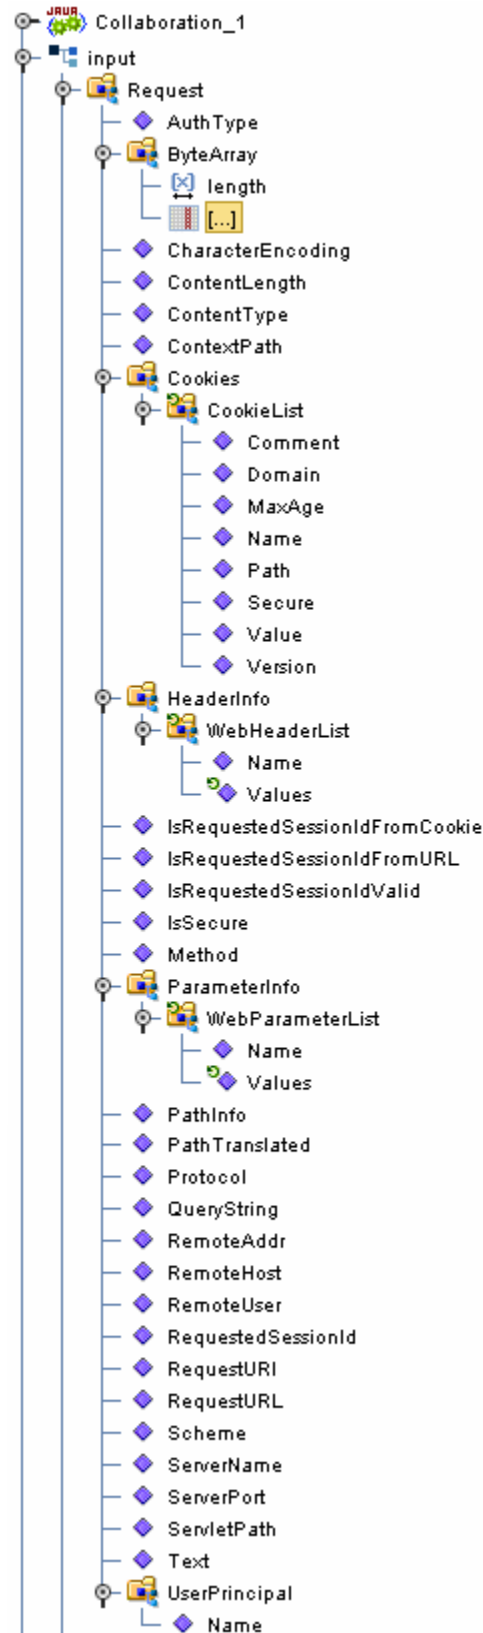 JAVA
Collaboration_1
input
Request
AuthType
ByteArray
length
[...]
CharacterEncoding
ContentLength
ContentType
ContextPath
Cookies
CookieList
Comment
Domain
MaxAge
Name
Path
Secure
Value
Version
HeaderInfo
WebHeaderList
Name
Values
IsRequestedSessionIdFromCookie
IsRequestedSessionIdFromURL
IsRequestedSessionIdValid
IsSecure
Method
ParameterInfo
WebParameterList
Name
Values
PathInfo
PathTranslated
Protocol
QueryString
RemoteAddr
RemoteHost
RemoteUser
RequestedSessionId
RequestURI
RequestURL
Scheme
ServerName
ServerPort
ServletPath
Text
UserPrincipal
Name